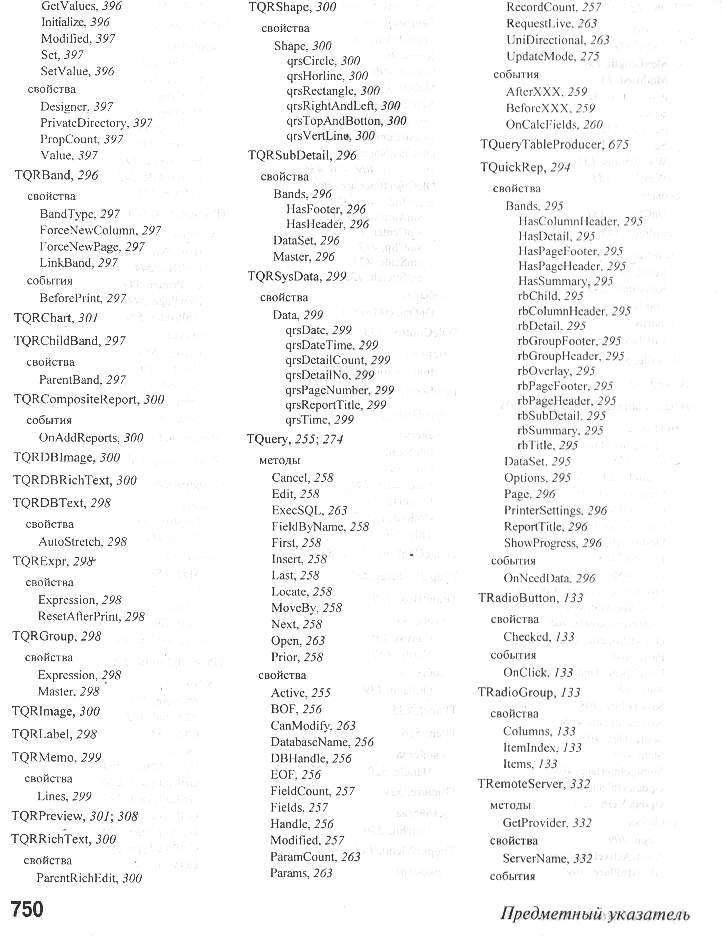 GetValues, 396
Initialize, 396
Modified, 397
Set, 397
SetValue, 396
свойства
Designer, 397
PrivateDirectory, 397
PropCount, 397
Value, 397
TQRBand, 296
свойства
BandType, 297
ForceNewColumn, 297
ForceNewPage, 297
LinkBand, 297
события
BeforePrint, 297
TQRChart, 301
TQRChildBand, 297
свойства
ParentBand, 297
TQRCompositeReport, 300
события
OnAddReports, 300
TQRDBImage, 300
TQRDBRichText, 300
TQRDBText, 298
свойства
AutoStretch, 298
TQRExpr, 298
свойства
Expression, 298
ResetAfterPrint, 298
TQRGroup, 298
свойства
Expression, 298
Master, 298
TQRImage, 300
TQRLabel, 298
TQRMemo, 299
свойства
Lines, 299
TQRPreview, 301; 308
TQRRichText, 300
свойства
ParentRichEdit, 300
TQRShape, 300
свойства
Shape, 300
qrsCircle, 300
qrsHorline, 300
qrsRectangle, 300
qrsRightAndLeft, 300
qrsTopAndBotton, 300
qrsVertLine, 300
TQRSubDetail, 296
свойства
Bands, 296
HasFooter, 296
HasHeader, 296
DataSet, 296
Master, 296
TQRSysData, 299
свойства
Data, 299
qrsDate, 299
qrsDateTime, 299
qrsDetailCount, 299
qrsDetailNo, 299
qrsPageNumber, 299
qrsReportTitle, 299
qrsTime, 299
TQuery, 255; 274
методы
Cancel, 258
Edit, 258
ExecSQL, 263
FieldByName, 258
First, 258
Insert, 258
Last, 258
Locate, 258
MoveBy, 258
Next, 258
Open, 263
Prior, 258
свойства
Active, 255
BOF, 256
CanModify, 263
DatabaseName, 256
DBHandle, 256
EOF, 256
FieldCount, 257
Fields, 257
Handle, 256
Modified, 257
ParamCount, 263
Params, 263
RecordCount, 257
RequestLive, 263
UniDirectional, 263
UpdateMode, 275
события
AfterXXX, 259
BeforeXXX, 259
OnCalcFields, 260
TQueryTableProducer, 675
TQuickRep, 294
свойства
Bands, 295
HasColumnHeader, 295
HasDetail, 295
HasPageFooter, 295
HasPageHeader, 295
HasSummary, 295
rbChild, 295
rbColumnHeader, 295
rbDetail, 295
rbGroupFooter, 295
rbGroupHeader, 295
rbOverlay, 295
rbPageFooter, 295
rbPageHeader, 295
rbSubDetail, 295
rbSummary, 295
rbTitle, 295
DataSet, 295
Options, 295
Page, 296
PrinterSettings, 296
ReportTitle, 296
ShowProgress, 296
события
OnNeedData, 296
TRadioButton, 133
свойства
Checked, 133
события
OnClick, 133
TRadioGroup, 133
свойства
Columns, 133
ItemIndex, 133
Items, 133
TRemoteServer, 332
методы
GetProvider, 332
свойства
ServerName, 332
события
750
Предметный указатель